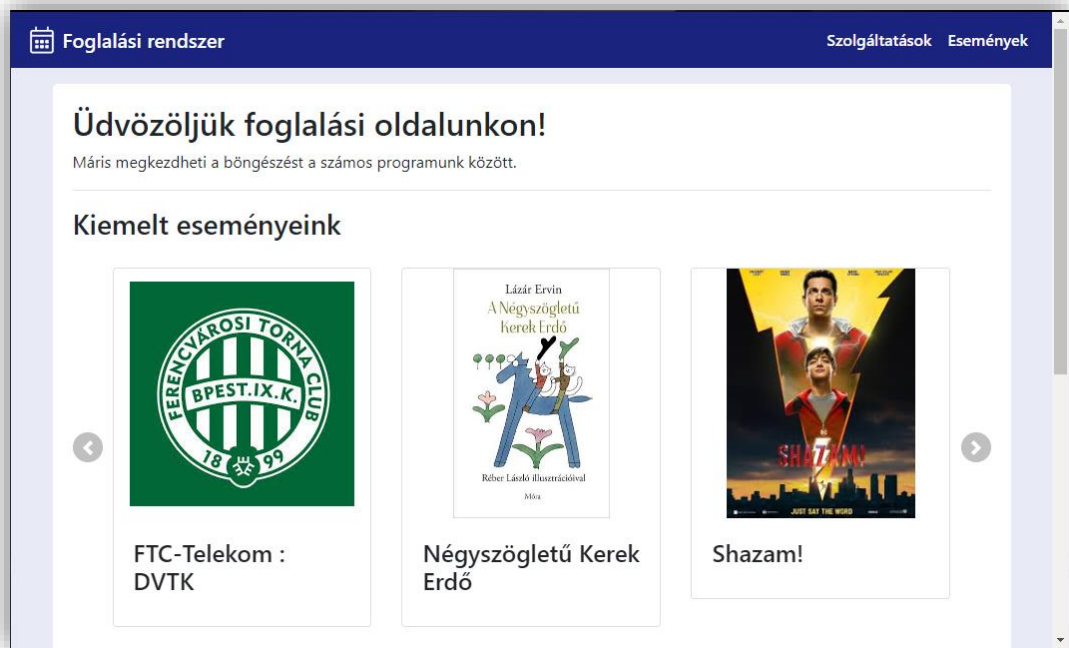 Foglalási rendszer
Szolgáltatások Események
Üdvözöljük foglalási oldalunkon!
Máris megkezdheti a böngészést a számos programunk között.
Kiemelt eseményeink
FERENCVÁROSI TORNA CLUB
BPEST.IX.K.
18 99
Lázár Ervin
A Négyszögletű
Kerek Erdő
Réber László illusztrációival
Móra
SHAZAM!
JUST SAY THE WORD
FTC-Telekom :
DVTK
Négyszögletű Kerek
Erdő
Shazam!